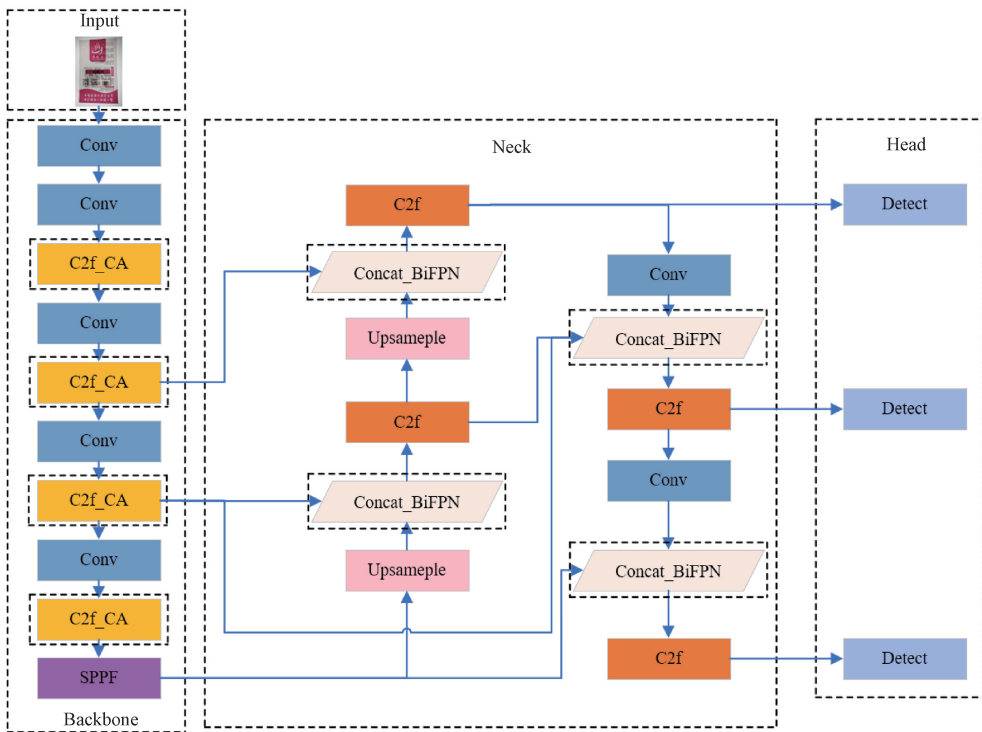 Input
Conv
Conv
C2f_CA
Conv
C2f_CA
Conv
C2f_CA
Conv
C2f_CA
SPPF
Backbone
Neck
C2f
Concat_BiFPN
Upsameple
C2f
Concat_BiFPN
Upsameple
Conv
Concat_BiFPN
C2f
Conv
Concat_BiFPN
C2f
Head
Detect
Detect
Detect